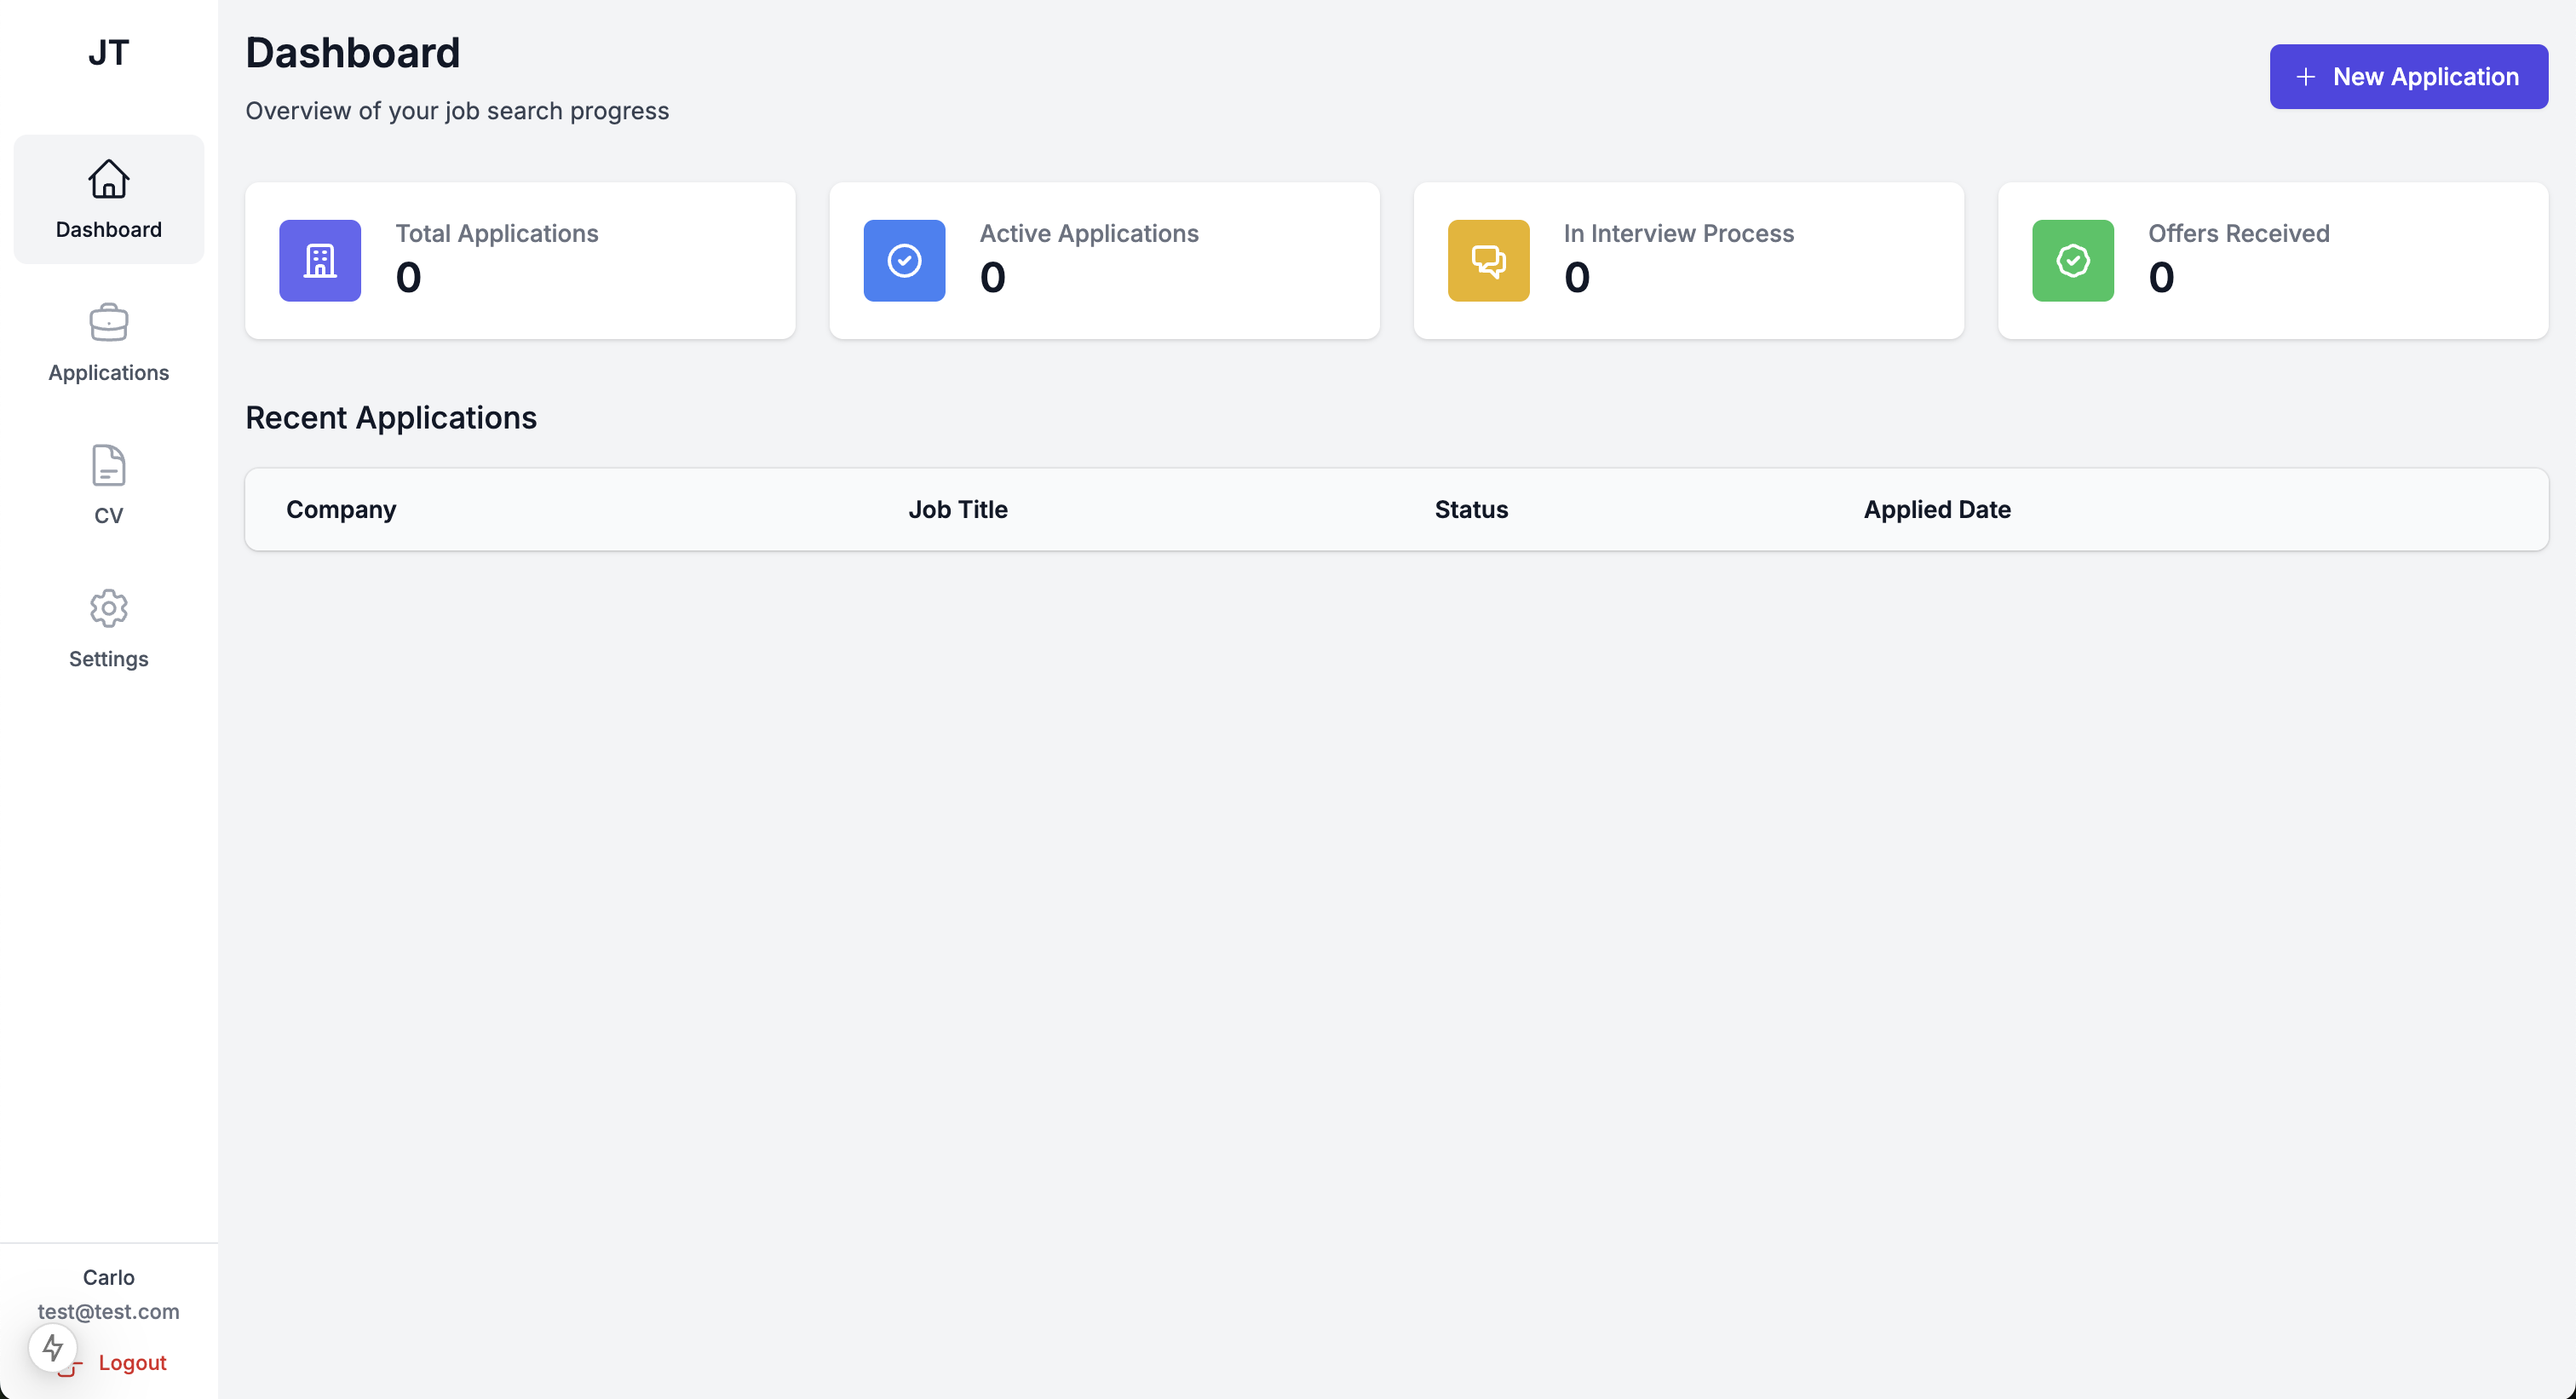 JT
Dashboard
Applications
CV
Settings
Carlo
test@test.com
Logout
Dashboard
Overview of your job search progress
New Application
Total Applications
0
Active Applications
0
In Interview Process
0
Offers Received
0
Recent Applications
Company Job Title Status Applied Date